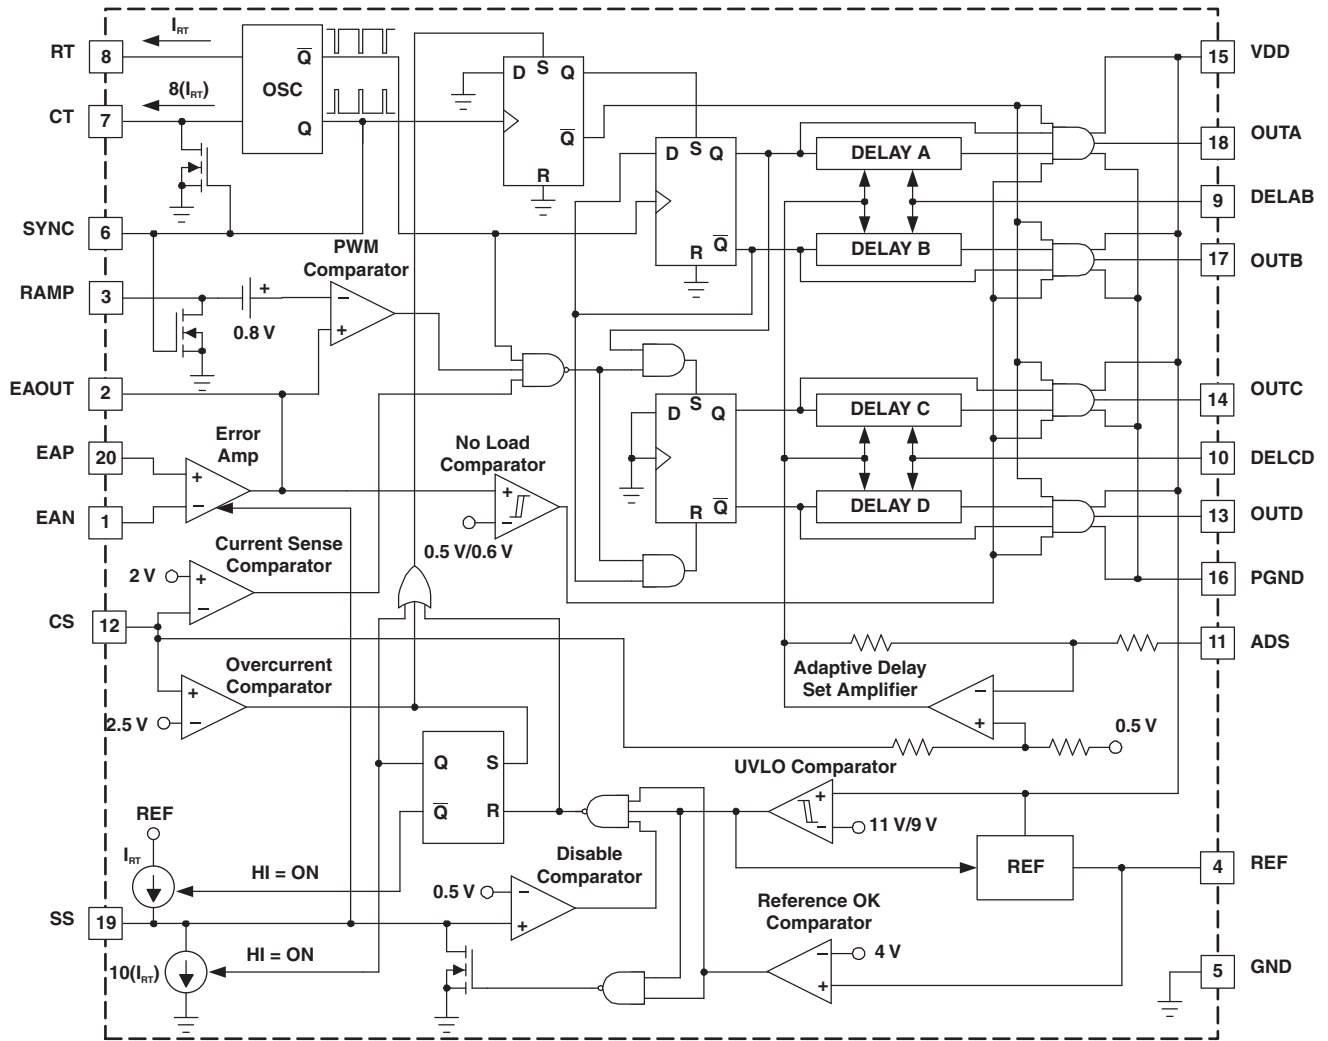 I_RT
RT
8
8(I_RT)
CT
7
OSC
Q̅
Q
D
S
Q
Q̅
R
D
S
Q
Q̅
R
DELAY A
DELAY B
15
VDD
18
OUTA
9
DELAB
17
OUTB
SYNC
6
PWM
Comparator
RAMP
3
+
0.8 V
−
+
EAOUT
2
Error
Amp
EAP
20
+
−
EAN
1
No Load
Comparator
+
−
0.5 V/0.6 V
D
S
Q
Q̅
R
DELAY C
DELAY D
14
OUTC
10
DELCD
13
OUTD
16
PGND
Current Sense
Comparator
2 V
+
−
CS
12
Overcurrent
Comparator
+
−
2.5 V
11
ADS
Adaptive Delay
Set Amplifier
−
+
0.5 V
Q
S
Q̅
R
UVLO Comparator
+
−
11 V/9 V
REF
I_RT
HI = ON
Disable
Comparator
0.5 V
−
+
REF
4
REF
SS
19
HI = ON
10(I_RT)
Reference OK
Comparator
−
+
4 V
5
GND